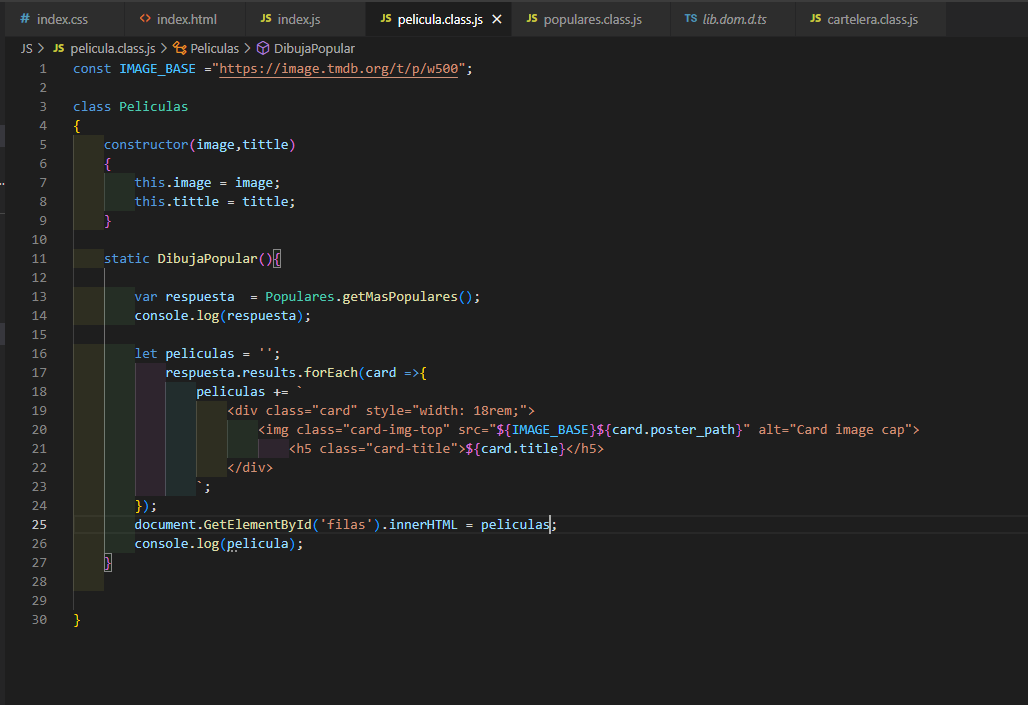 # index.css <> index.html JS index.js JS pelicula.class.js × JS populares.class.js TS lib.dom.d.ts JS cartelera.class.js
JS > JS pelicula.class.js > Peliculas > DibujaPopular
1 const IMAGE_BASE ="https://image.tmdb.org/t/p/w500";
2
3 class Peliculas
4 {
5 constructor(image,tittle)
6 {
7 this.image = image;
8 this.tittle = tittle;
9 }
10
11 static DibujaPopular(){
12
13 var respuesta  = Populares.getMasPopulares();
14 console.log(respuesta);
15
16 let peliculas = '';
17 respuesta.results.forEach(card =>{
18 peliculas += `
19 <div class="card" style="width: 18rem;">
20 <img class="card-img-top" src="${IMAGE_BASE}${card.poster_path}" alt="Card image cap">
21 <h5 class="card-title">${card.title}</h5>
22 </div>
23 `;
24 });
25 document.GetElementById('filas').innerHTML = peliculas;
26 console.log(pelicula);
27 }
28
29
30 }